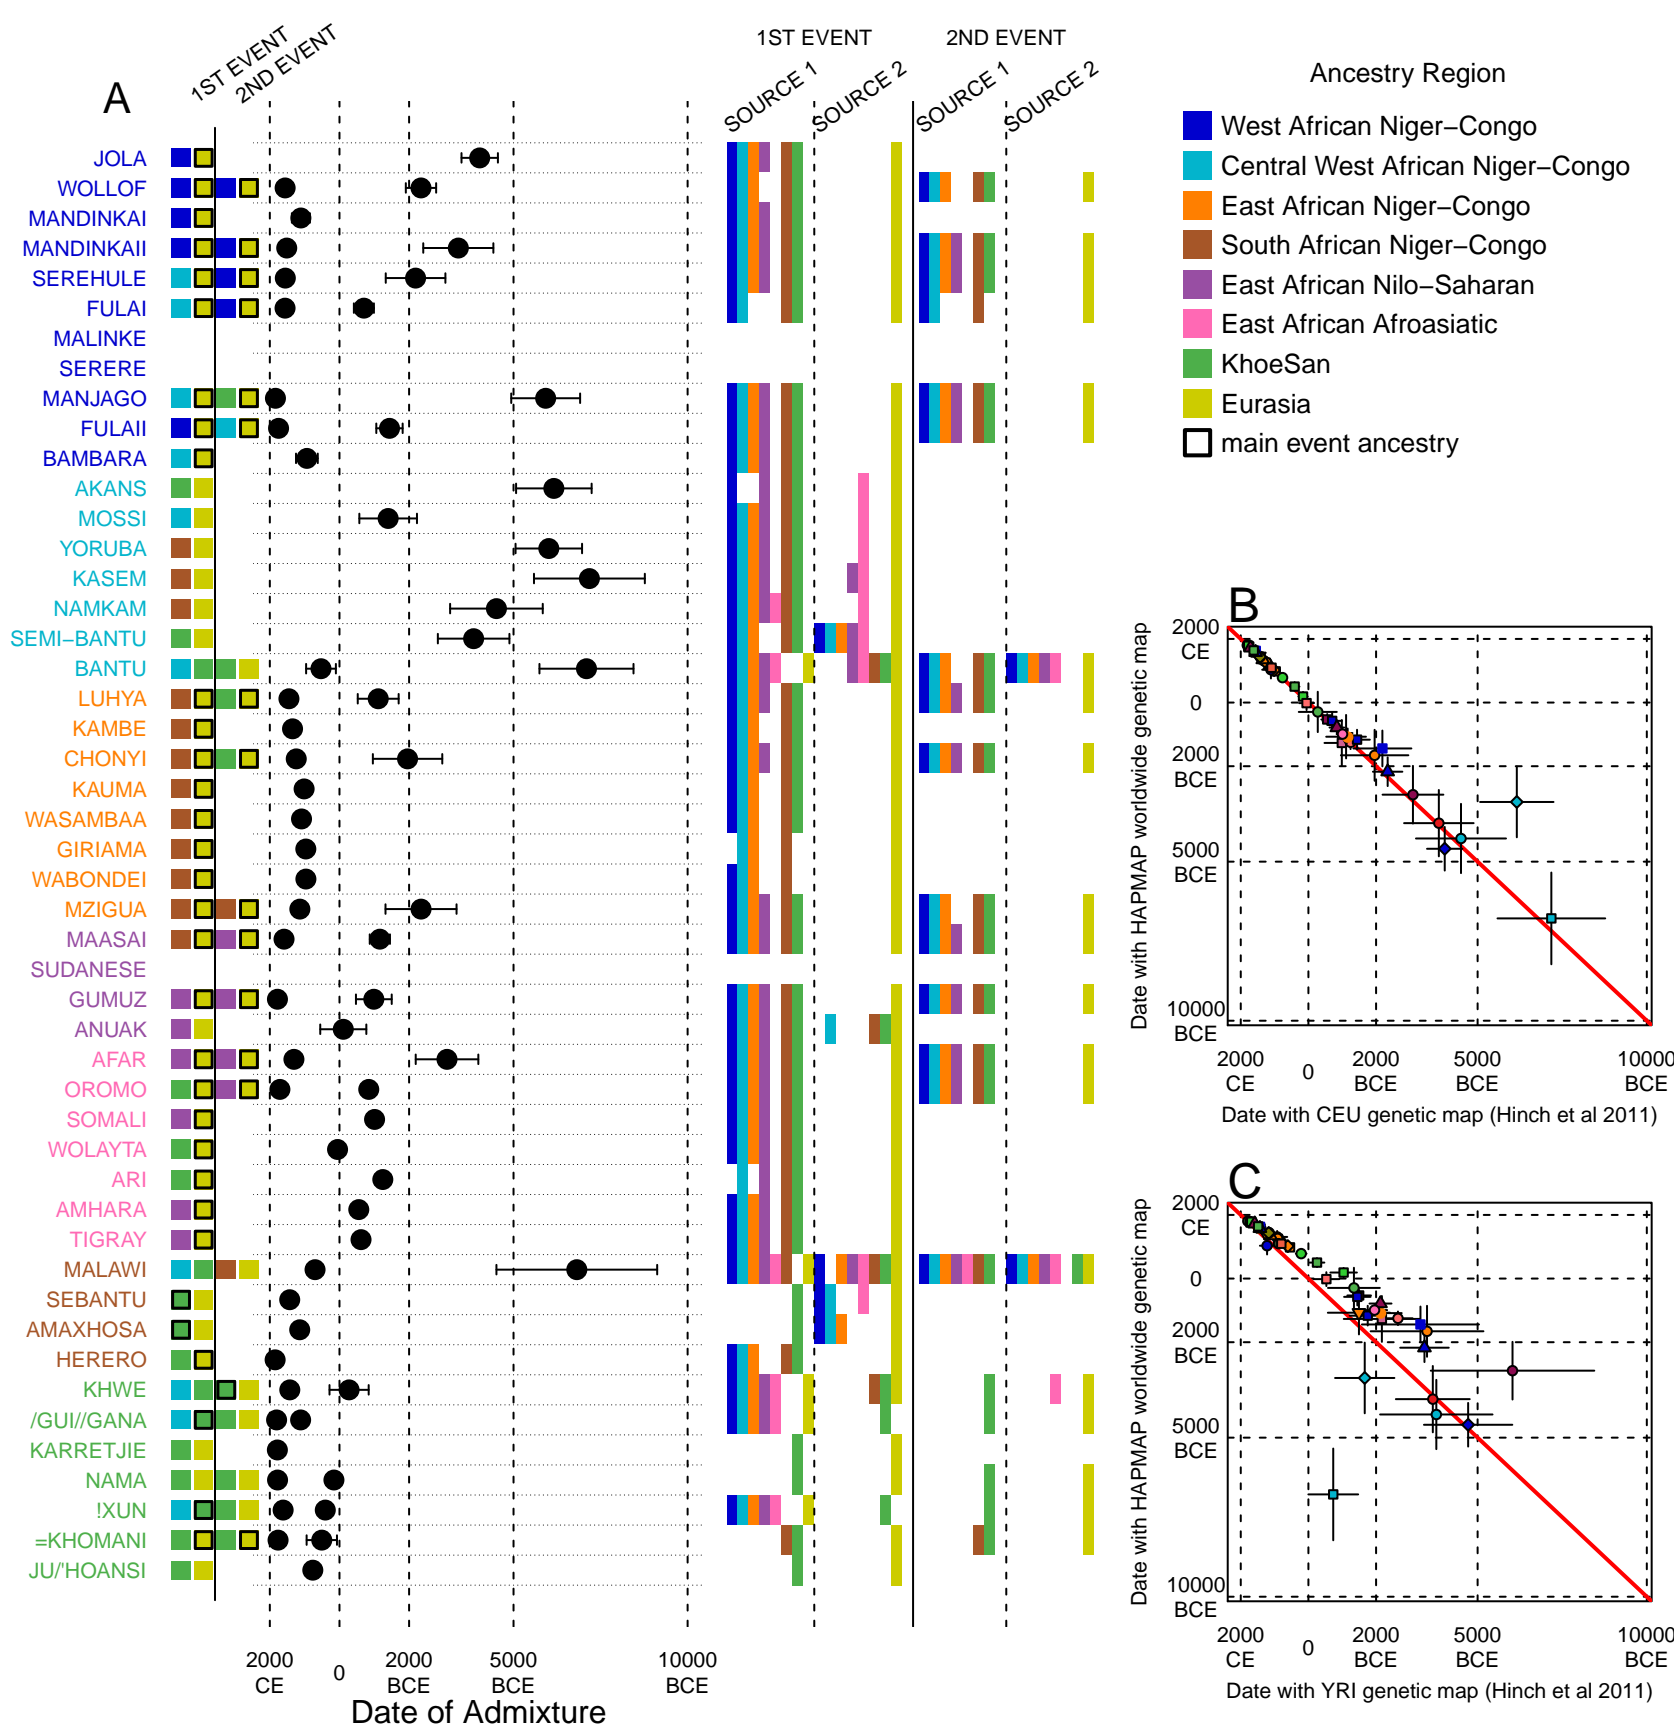 A
1ST EVENT
2ND EVENT
1ST EVENT
2ND EVENT
SOURCE 1
SOURCE 2
SOURCE 1
SOURCE 2
JOLA
WOLLOF
MANDINKAI
MANDINKAII
SEREHULE
FULAI
MALINKE
SERERE
MANJAGO
FULAII
BAMBARA
AKANS
MOSSI
YORUBA
KASEM
NAMKAM
SEMI−BANTU
BANTU
LUHYA
KAMBE
CHONYI
KAUMA
WASAMBAA
GIRIAMA
WABONDEI
MZIGUA
MAASAI
SUDANESE
GUMUZ
ANUAK
AFAR
OROMO
SOMALI
WOLAYTA
ARI
AMHARA
TIGRAY
MALAWI
SEBANTU
AMAXHOSA
HERERO
KHWE
/GUI//GANA
KARRETJIE
NAMA
!XUN
=KHOMANI
JU/'HOANSI
2000 0 2000 5000 10000
CE BCE BCE BCE
Date of Admixture
Ancestry Region
West African Niger−Congo
Central West African Niger−Congo
East African Niger−Congo
South African Niger−Congo
East African Nilo−Saharan
East African Afroasiatic
KhoeSan
Eurasia
main event ancestry
B
Date with HAPMAP worldwide genetic map
2000
CE
0
2000
BCE
5000
BCE
10000
BCE
2000 0 2000 5000 10000
CE BCE BCE BCE
Date with CEU genetic map (Hinch et al 2011)
C
Date with HAPMAP worldwide genetic map
2000
CE
0
2000
BCE
5000
BCE
10000
BCE
2000 0 2000 5000 10000
CE BCE BCE BCE
Date with YRI genetic map (Hinch et al 2011)